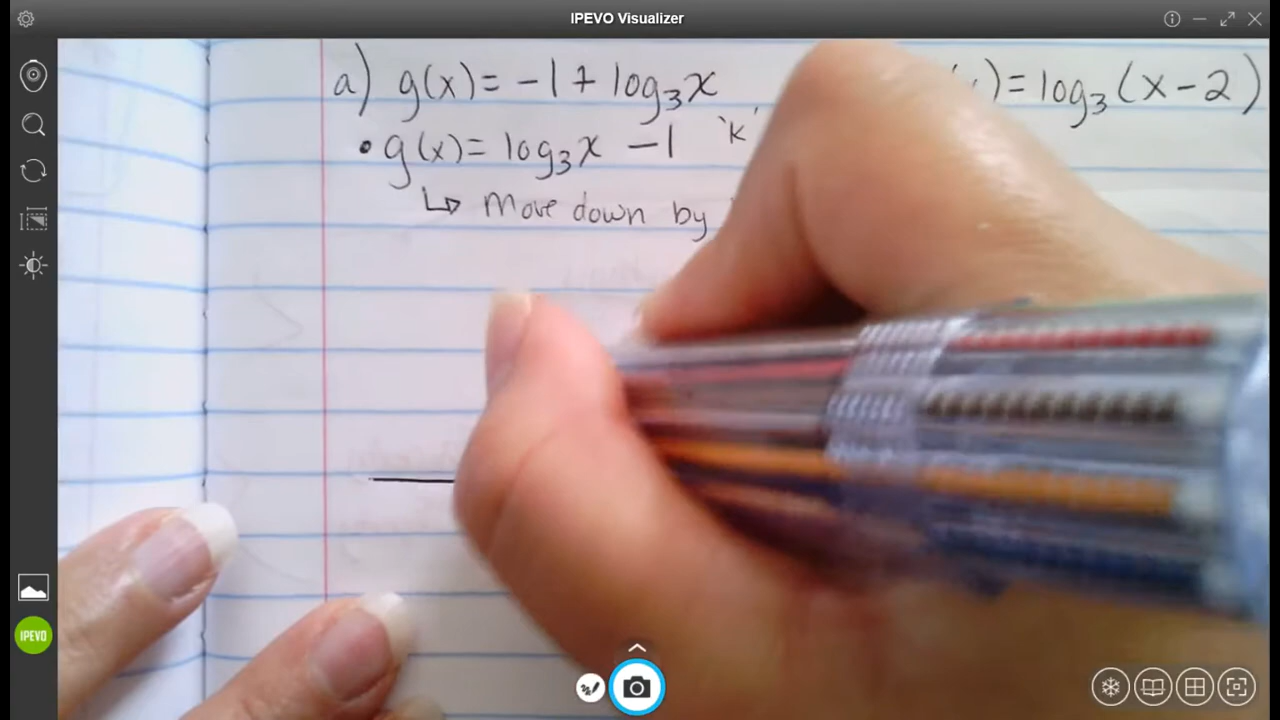 IPEVO Visualizer
a) g(x)= -1 + log₃x
)= log₃(x-2)
• g(x)= log₃x -1 'k'
↳ Move down by
IPEVO